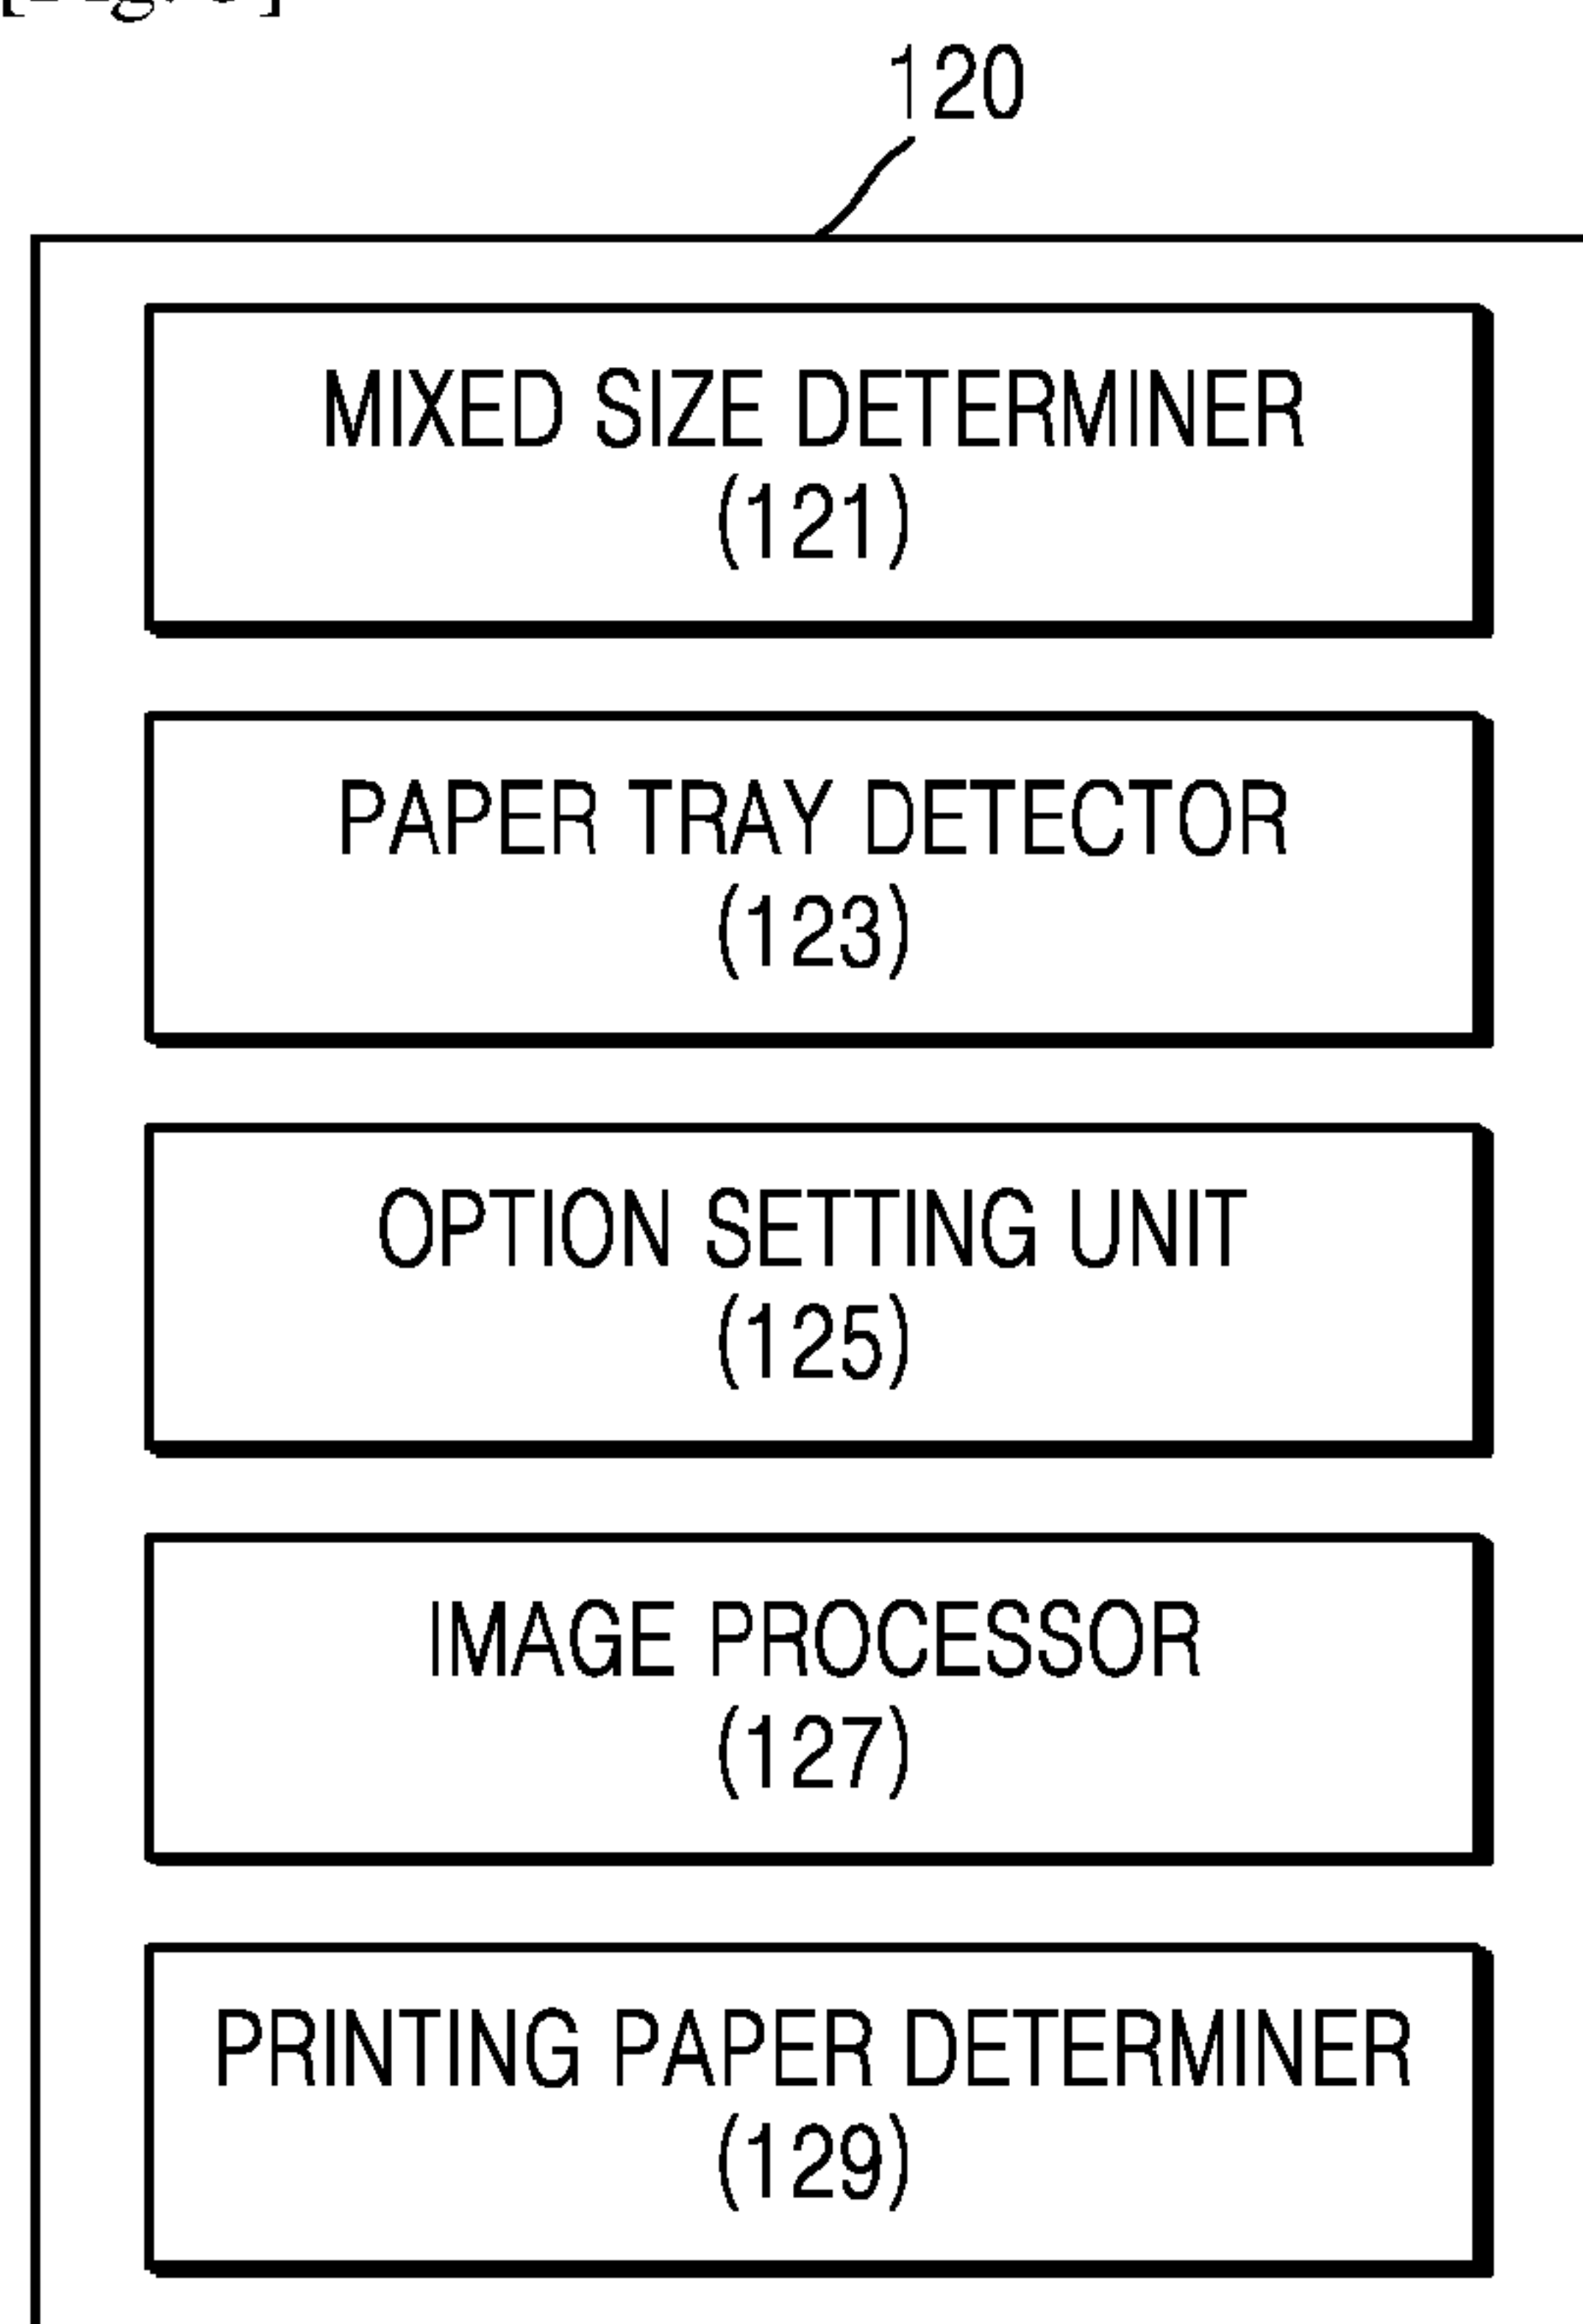 120
MIXED SIZE DETERMINER
(121)
PAPER TRAY DETECTOR
(123)
OPTION SETTING UNIT
(125)
IMAGE PROCESSOR
(127)
PRINTING PAPER DETERMINER
(129)